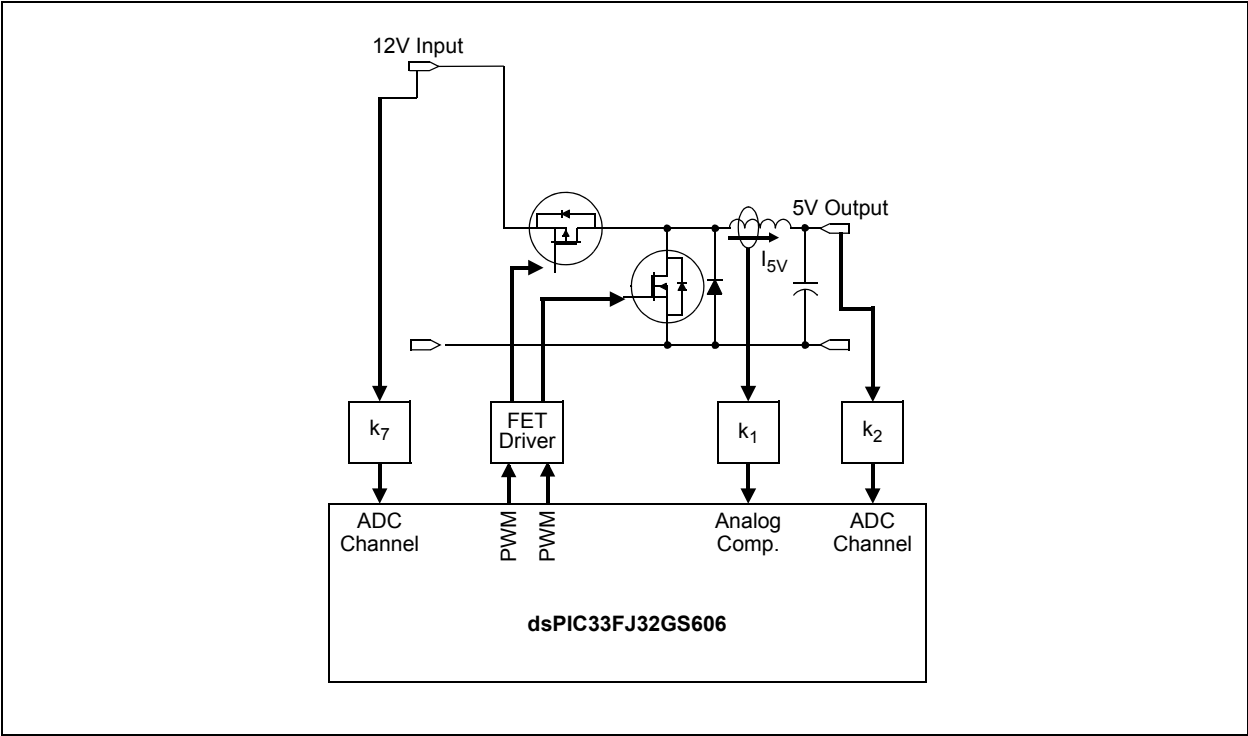 12V Input
5V Output
I5V
k7
FET
Driver
k1
k2
ADC
Channel
PWM
PWM
Analog
Comp.
ADC
Channel
dsPIC33FJ32GS606